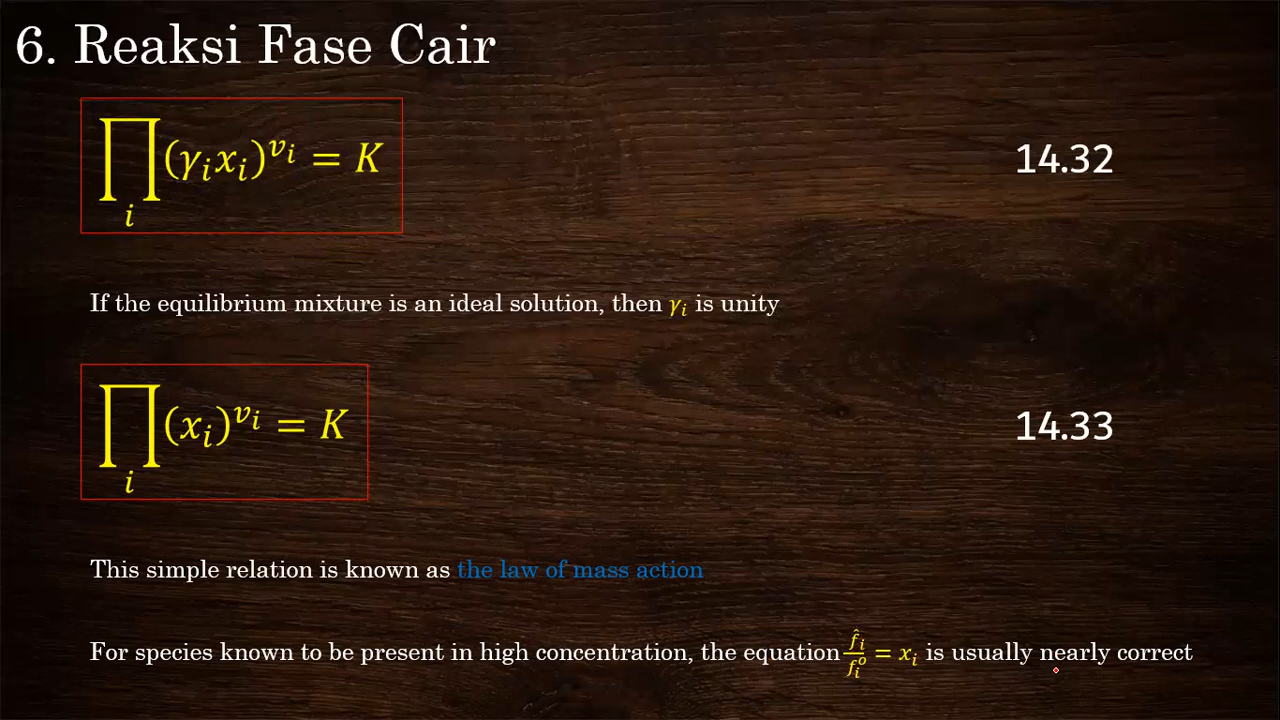 6. Reaksi Fase Cair
∏ᵢ (γᵢxᵢ)^νᵢ = K 14.32
If the equilibrium mixture is an ideal solution, then γᵢ is unity
∏ᵢ (xᵢ)^νᵢ = K 14.33
This simple relation is known as the law of mass action
For species known to be present in high concentration, the equation f̂ᵢ/fᵢᵒ = xᵢ is usually nearly correct